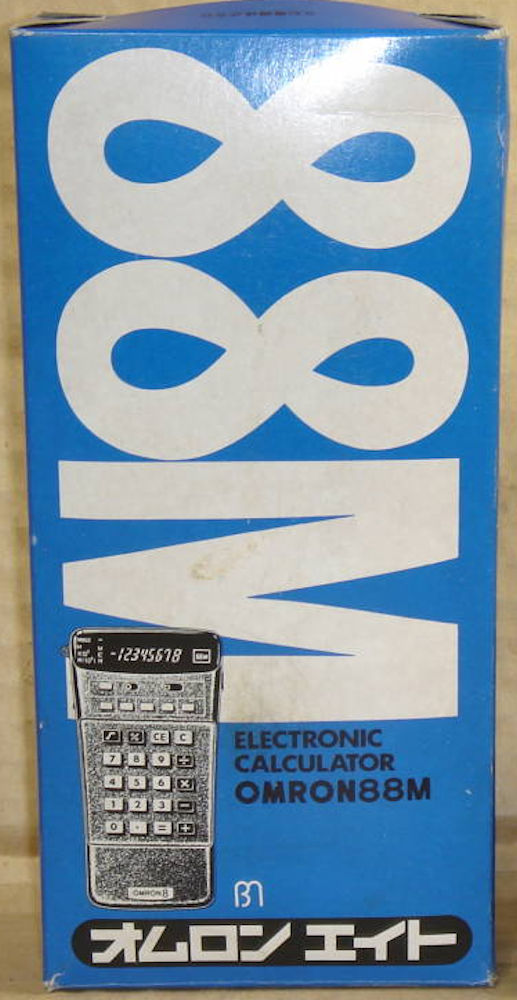 88M
-12345678
88M
√ % CE C
7 8 9 ÷
4 5 6 ×
1 2 3 −
0 · = +
OMRON 8
ELECTRONIC
CALCULATOR
OMRON88M
オムロン エイト